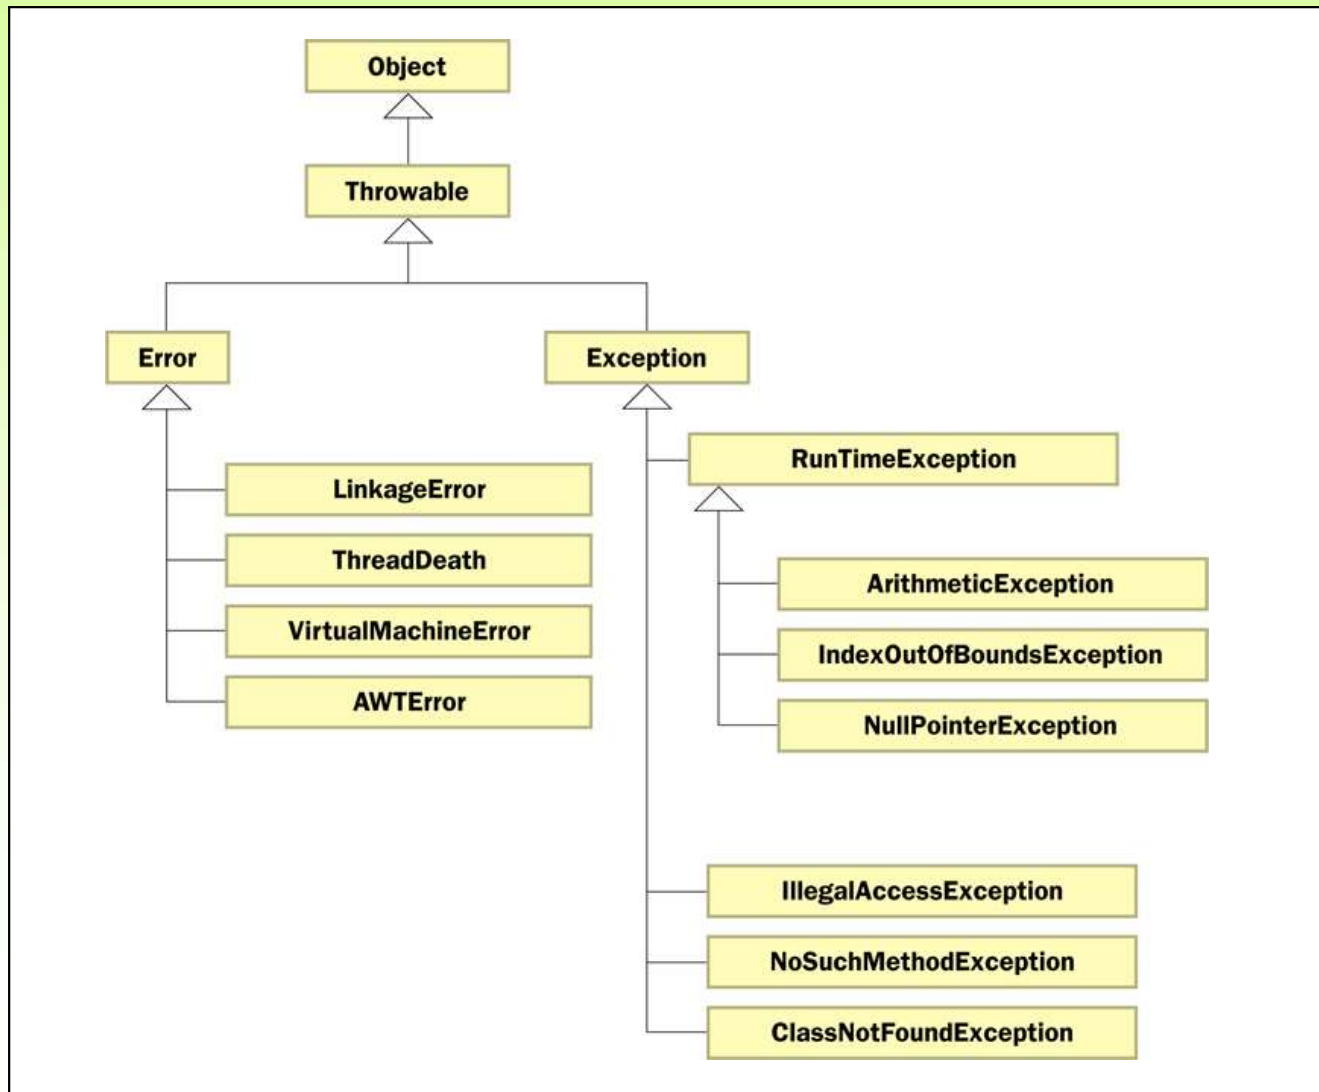 Object
Throwable
Error
Exception
RunTimeException
LinkageError
ThreadDeath
VirtualMachineError
AWTError
ArithmeticException
IndexOutOfBoundsException
NullPointerException
IllegalAccessException
NoSuchMethodException
ClassNotFoundException